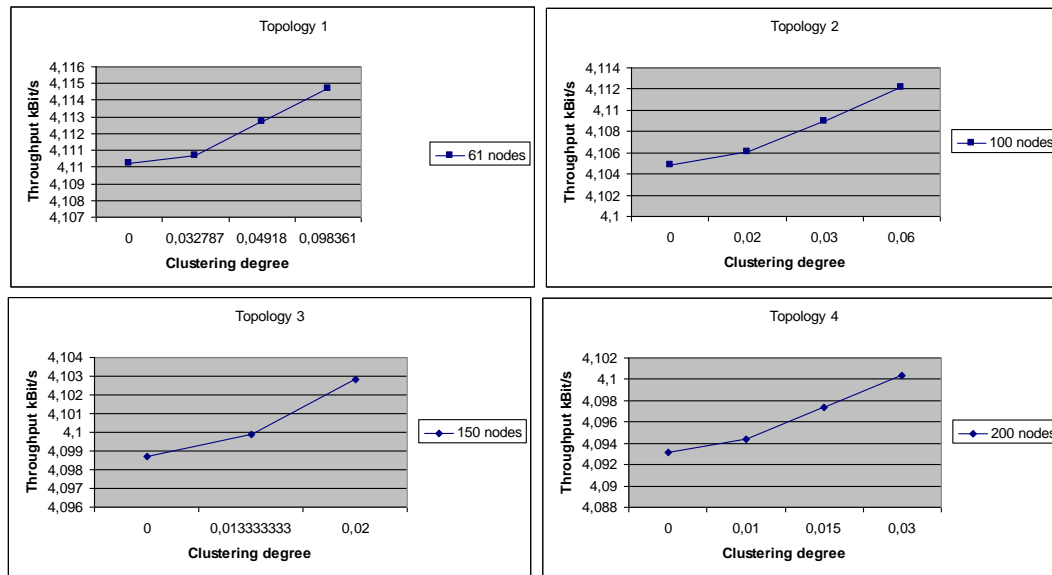 Topology 1
Throughput kBit/s
4,116
4,115
4,114
4,113
4,112
4,111
4,11
4,109
4,108
4,107
0 0,032787 0,04918 0,098361
Clustering degree
61 nodes
Topology 2
Throughput kBit/s
4,114
4,112
4,11
4,108
4,106
4,104
4,102
4,1
0 0,02 0,03 0,06
Clustering degree
100 nodes
Topology 3
Throughput kBit/s
4,104
4,103
4,102
4,101
4,1
4,099
4,098
4,097
4,096
0 0,013333333 0,02
Clustering degree
150 nodes
Topology 4
Throughput kBit/s
4,102
4,1
4,098
4,096
4,094
4,092
4,09
4,088
0 0,01 0,015 0,03
Clustering degree
200 nodes